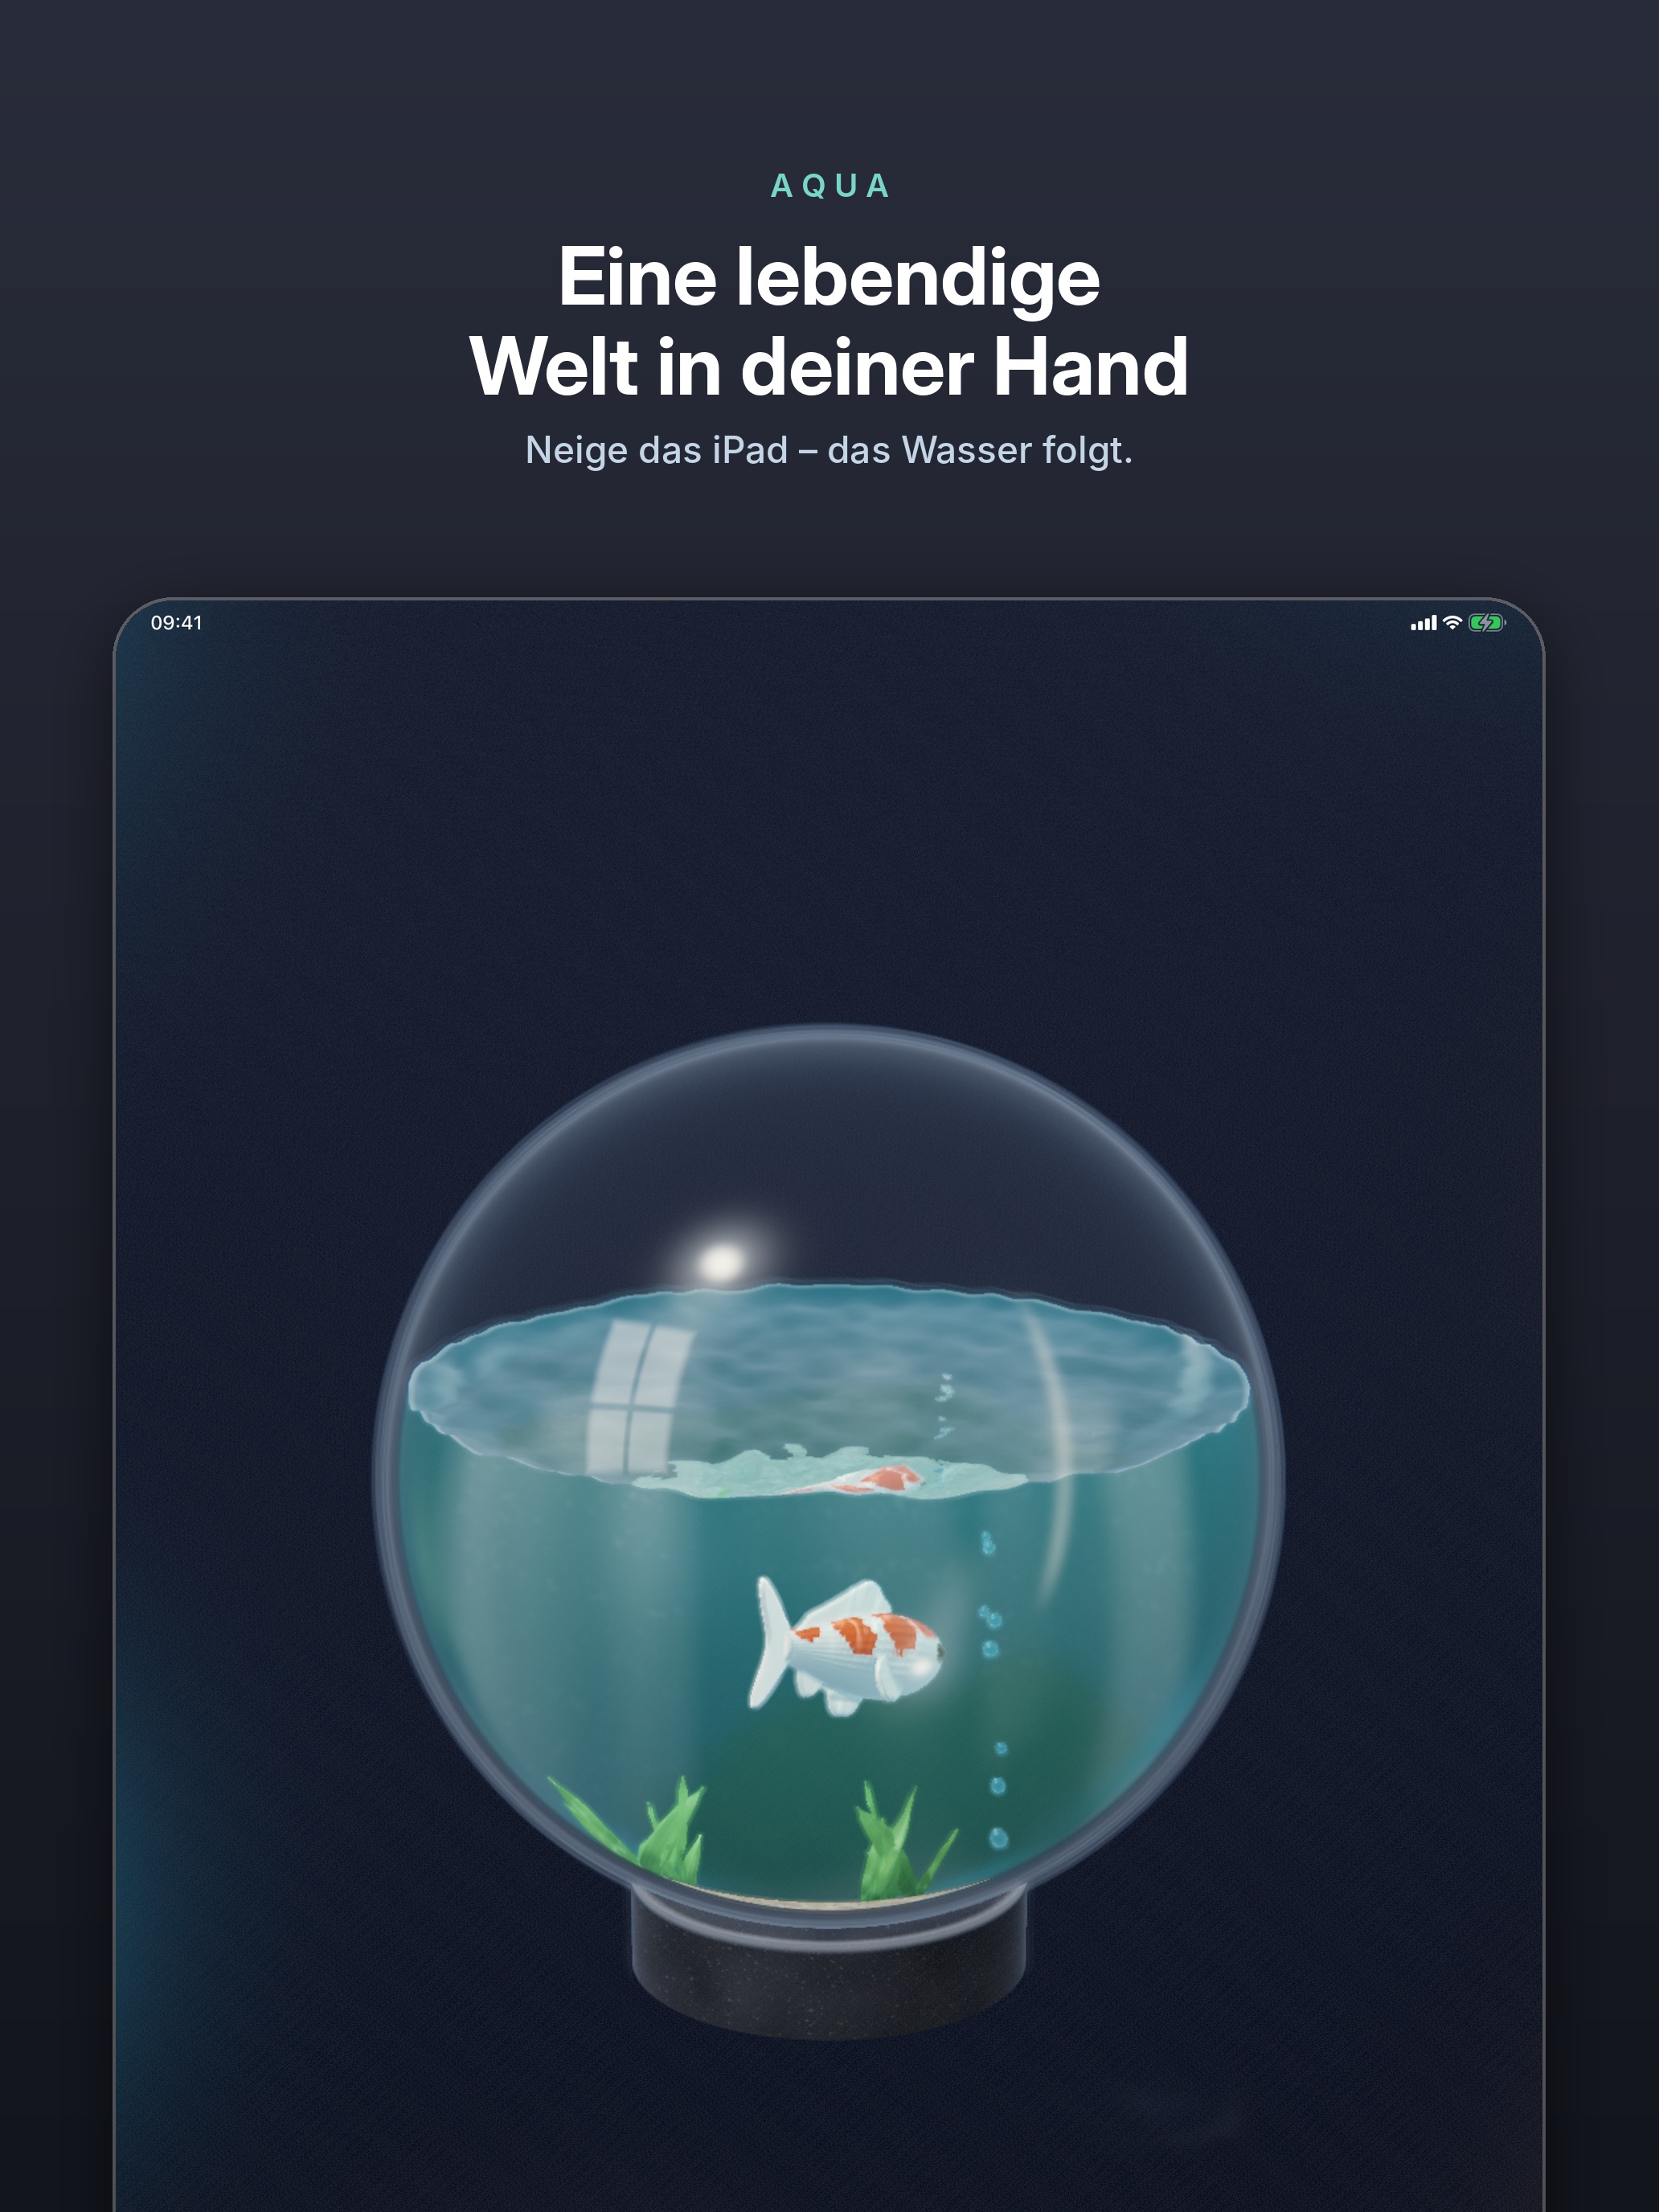 AQUA
Eine lebendige
Welt in deiner Hand
Neige das iPad – das Wasser folgt.
09:41